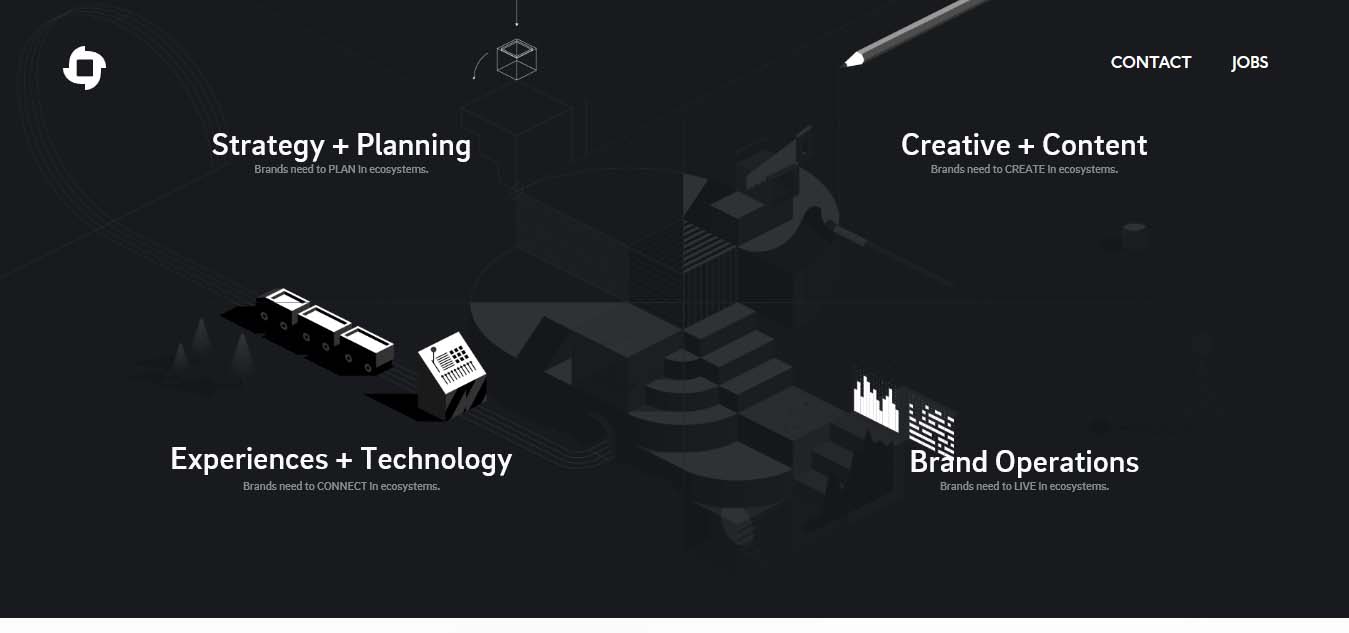 CONTACT JOBS
Strategy + Planning
Brands need to PLAN in ecosystems.
Creative + Content
Brands need to CREATE in ecosystems.
Experiences + Technology
Brands need to CONNECT in ecosystems.
Brand Operations
Brands need to LIVE in ecosystems.